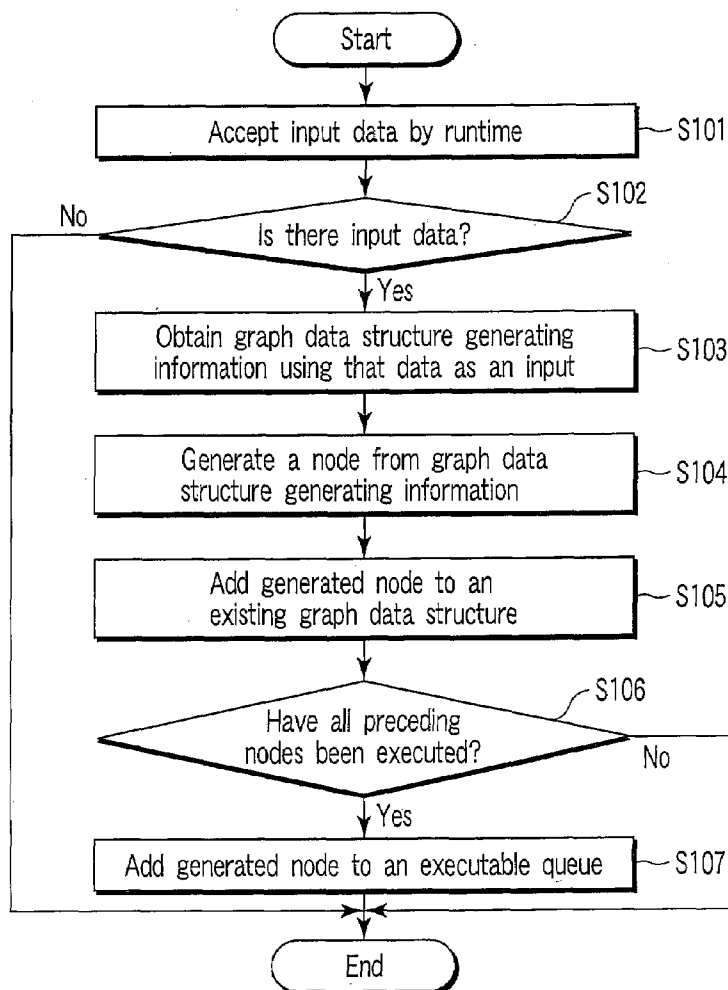 Start
Accept input data by runtime
S101
S102
No
Is there input data?
Yes
Obtain graph data structure generating
information using that data as an input
S103
Generate a node from graph data
structure generating information
S104
Add generated node to an
existing graph data structure
S105
S106
Have all preceding
nodes been executed?
No
Yes
Add generated node to an executable queue
S107
End